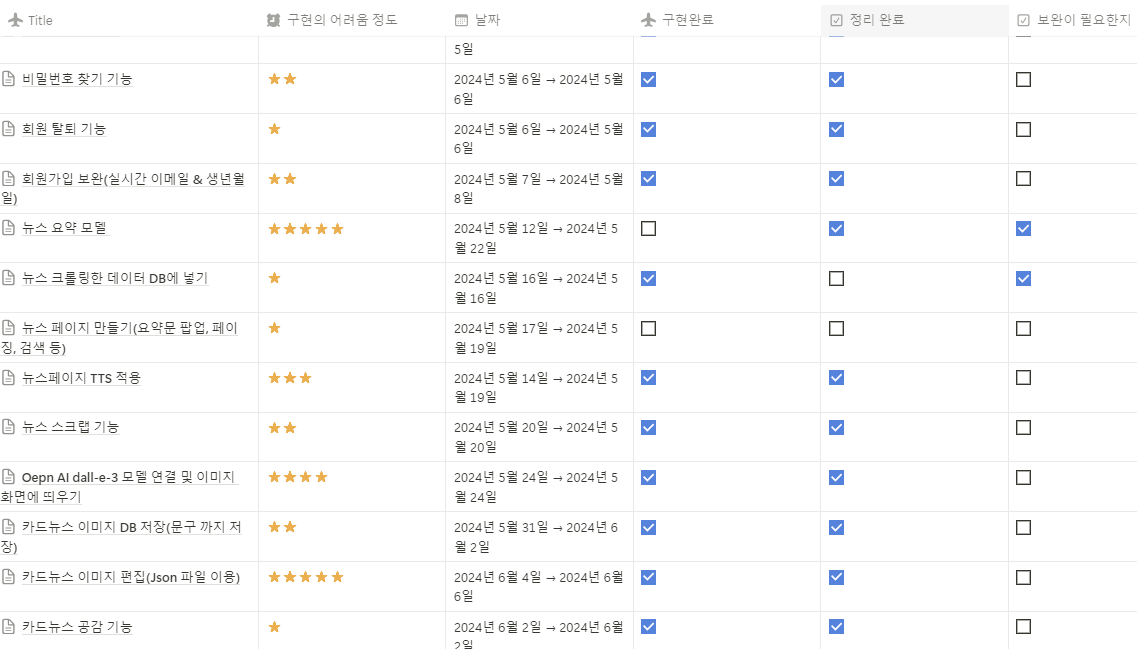 Title 구현의 어려움 정도 날짜 구현완료 정리 완료 보완이 필요한지
5일
비밀번호 찾기 기능 2024년 5월 6일 → 2024년 5월
6일
회원 탈퇴 기능 2024년 5월 6일 → 2024년 5월
6일
회원가입 보완(실시간 이메일 & 생년월 2024년 5월 7일 → 2024년 5월
일) 8일
뉴스 요약 모델 2024년 5월 12일 → 2024년 5
월 22일
뉴스 크롤링한 데이터 DB에 넣기 2024년 5월 16일 → 2024년 5
월 16일
뉴스 페이지 만들기(요약문 팝업, 페이 2024년 5월 17일 → 2024년 5
징, 검색 등) 월 19일
뉴스페이지 TTS 적용 2024년 5월 14일 → 2024년 5
월 19일
뉴스 스크랩 기능 2024년 5월 20일 → 2024년 5
월 20일
Oepn AI dall-e-3 모델 연결 및 이미지 2024년 5월 24일 → 2024년 5
화면에 띄우기 월 24일
카드뉴스 이미지 DB 저장(문구 까지 저 2024년 5월 31일 → 2024년 6
장) 월 2일
카드뉴스 이미지 편집(Json 파일 이용) 2024년 6월 4일 → 2024년 6월
6일
카드뉴스 공감 기능 2024년 6월 2일 → 2024년 6월
2일